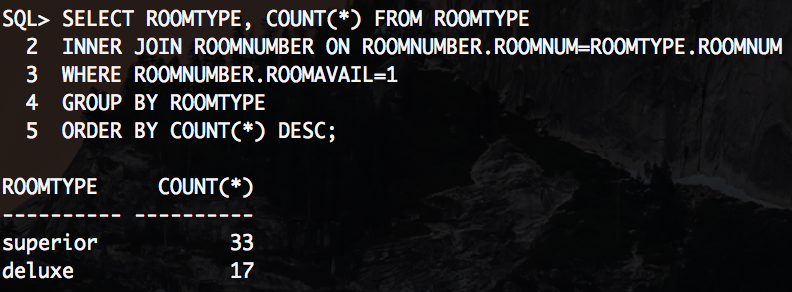 SQL> SELECT ROOMTYPE, COUNT(*) FROM ROOMTYPE
2 INNER JOIN ROOMNUMBER ON ROOMNUMBER.ROOMNUM=ROOMTYPE.ROOMNUM
3 WHERE ROOMNUMBER.ROOMAVAIL=1
4 GROUP BY ROOMTYPE
5 ORDER BY COUNT(*) DESC;
ROOMTYPE COUNT(*)
---------- ----------
superior 33
deluxe 17